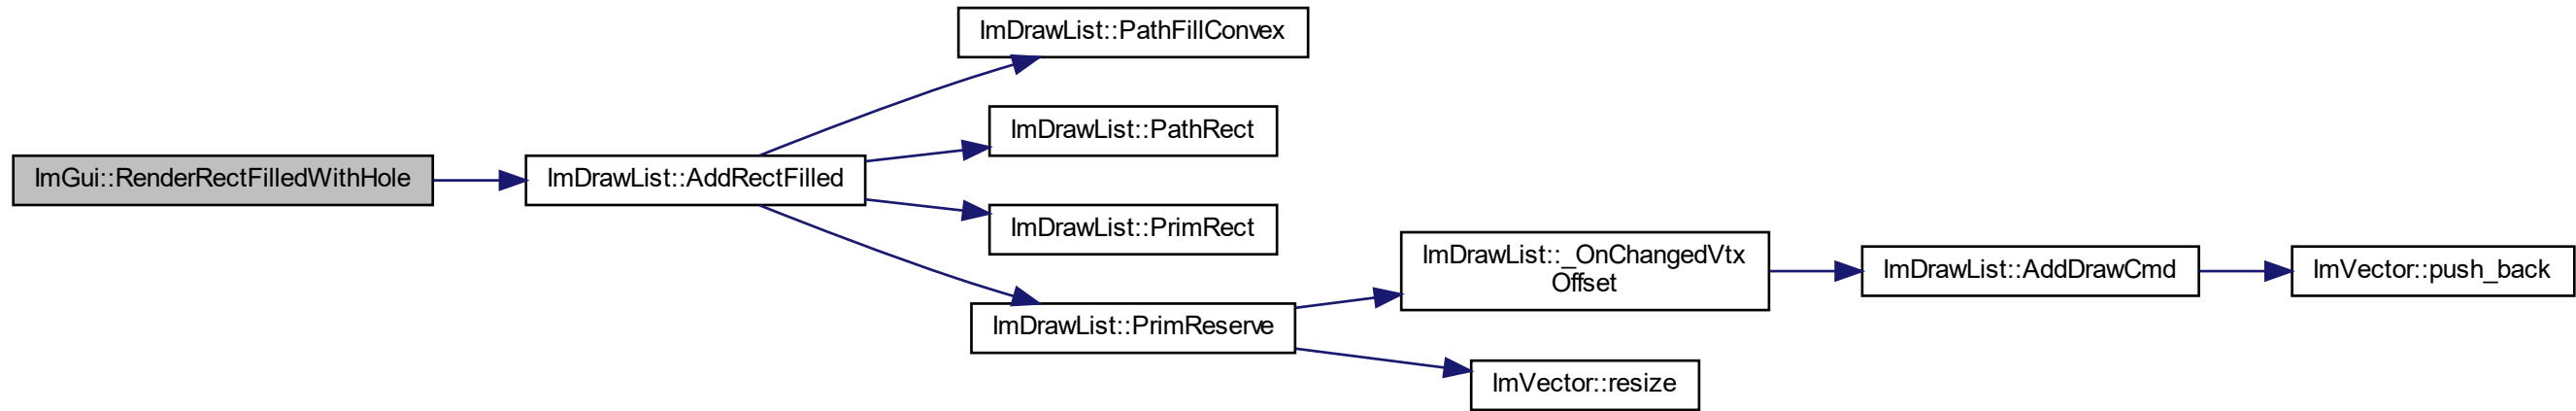 ImDrawList::PathFillConvex
ImDrawList::PathRect
ImGui::RenderRectFilledWithHole
ImDrawList::AddRectFilled
ImDrawList::PrimRect
ImDrawList::_OnChangedVtx
Offset
ImDrawList::AddDrawCmd
ImVector::push_back
ImDrawList::PrimReserve
ImVector::resize